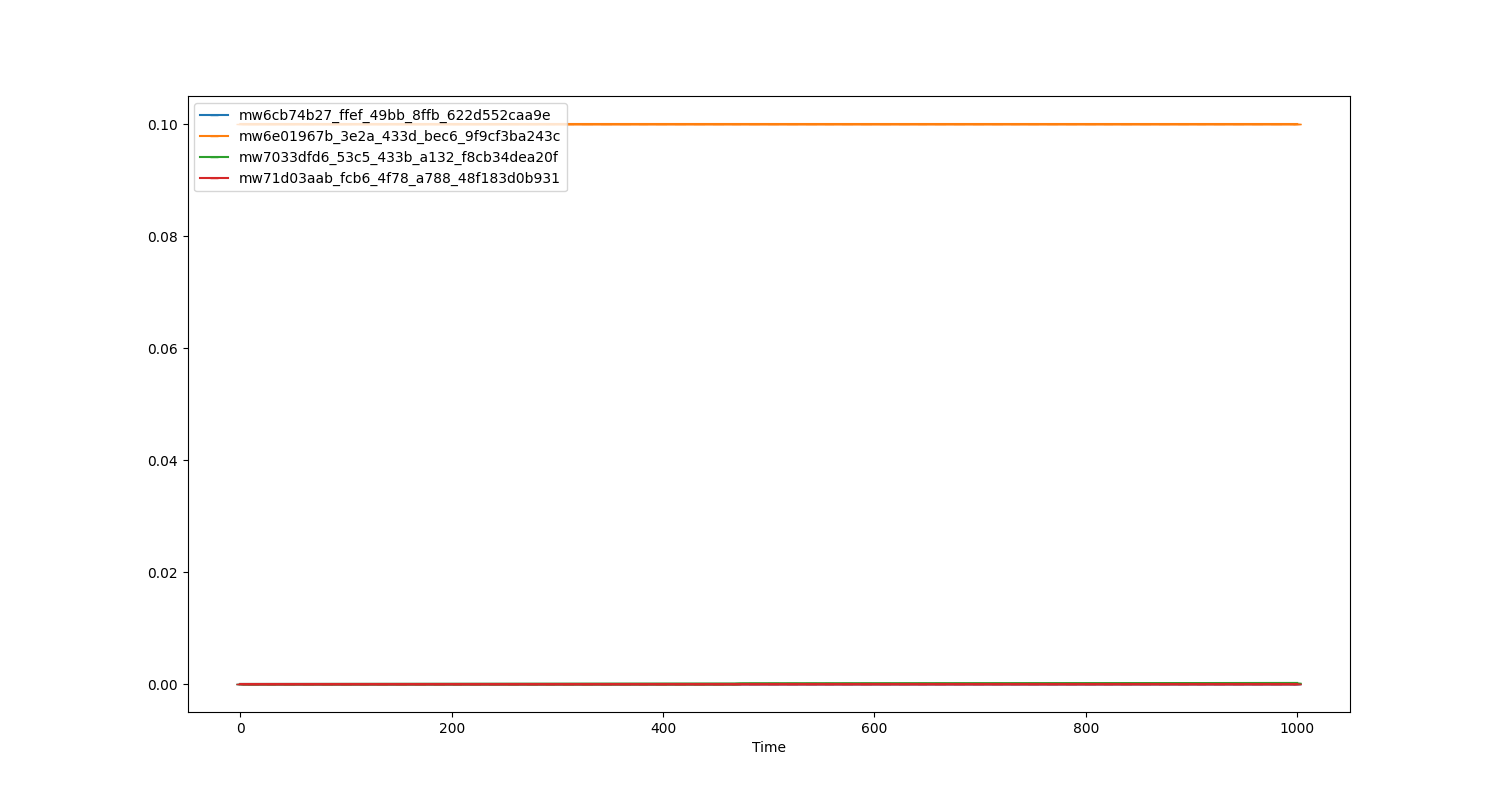 mw6cb74b27_ffef_49bb_8ffb_622d552caa9e
mw6e01967b_3e2a_433d_bec6_9f9cf3ba243c
mw7033dfd6_53c5_433b_a132_f8cb34dea20f
mw71d03aab_fcb6_4f78_a788_48f183d0b931
0.10
0.08
0.06
0.04
0.02
0.00
0 200 400 600 800 1000
Time